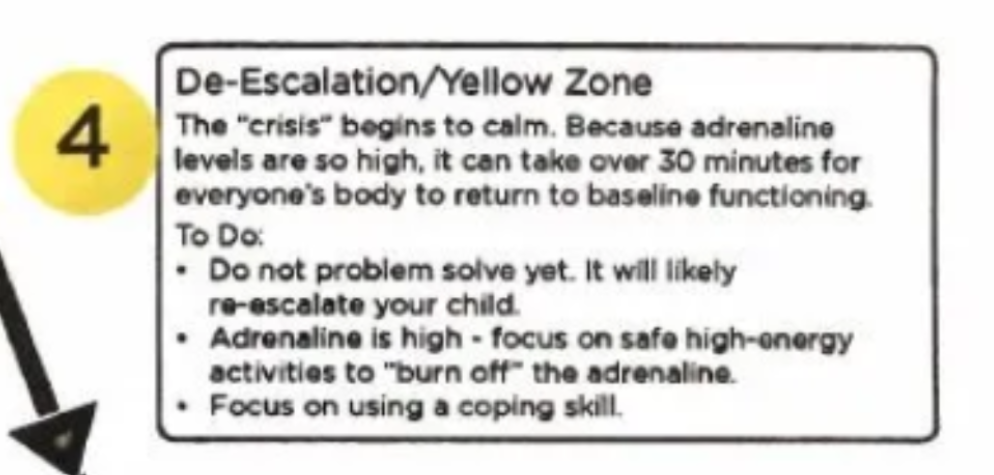 4
De-Escalation/Yellow Zone
The "crisis" begins to calm. Because adrenaline
levels are so high, it can take over 30 minutes for
everyone's body to return to baseline functioning.
To Do:
• Do not problem solve yet. It will likely
re-escalate your child.
• Adrenaline is high - focus on safe high-energy
activities to "burn off" the adrenaline.
• Focus on using a coping skill.